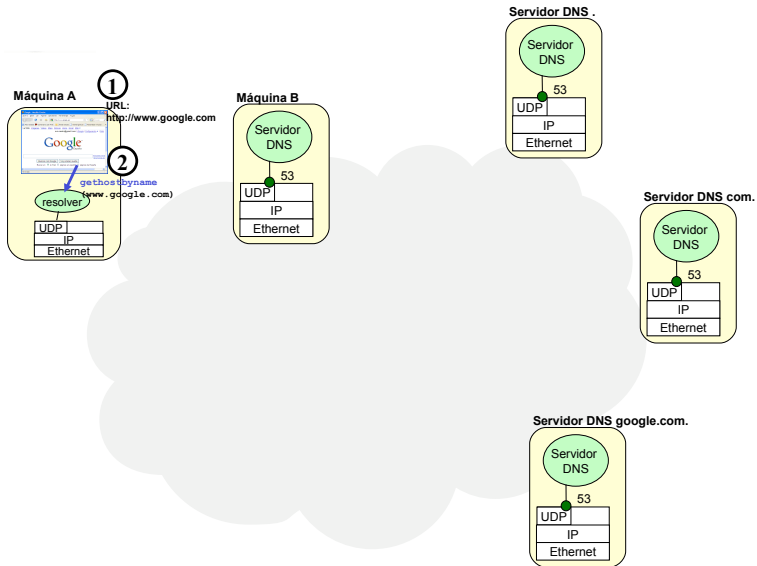 Servidor DNS .
Servidor
DNS
53
UDP
IP
Ethernet
1
Máquina A
URL:
http://www.google.com
Google
2
gethostbyname
(www.google.com)
resolver
UDP
IP
Ethernet
Máquina B
Servidor
DNS
53
UDP
IP
Ethernet
Servidor DNS com.
Servidor
DNS
53
UDP
IP
Ethernet
Servidor DNS google.com.
Servidor
DNS
53
UDP
IP
Ethernet